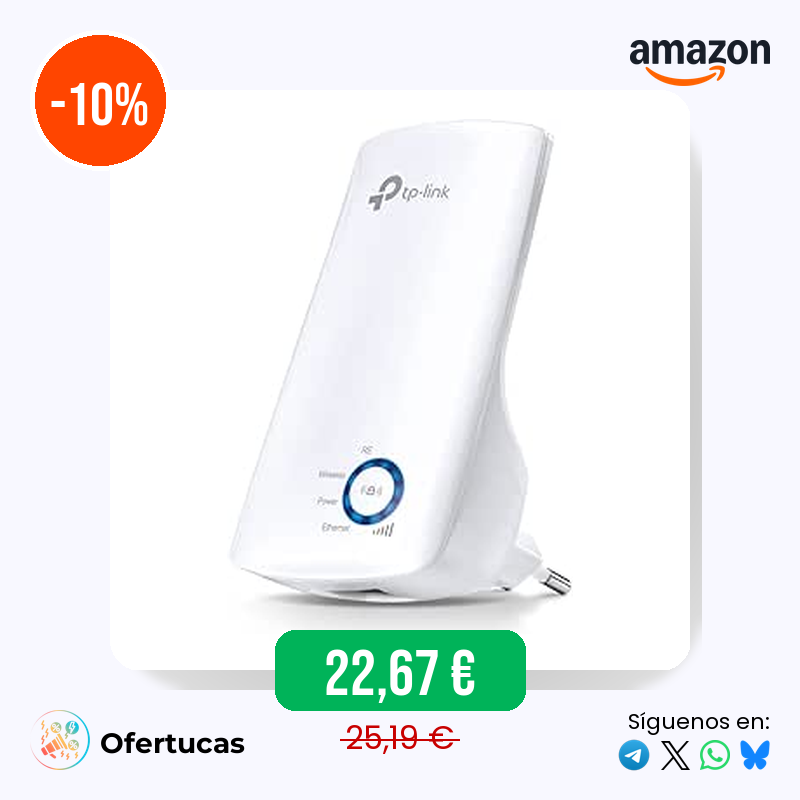 -10%
amazon
tp-link
RE
Wireless
Power
Ethernet
22,67 €
25,19 €
Ofertucas
Síguenos en: